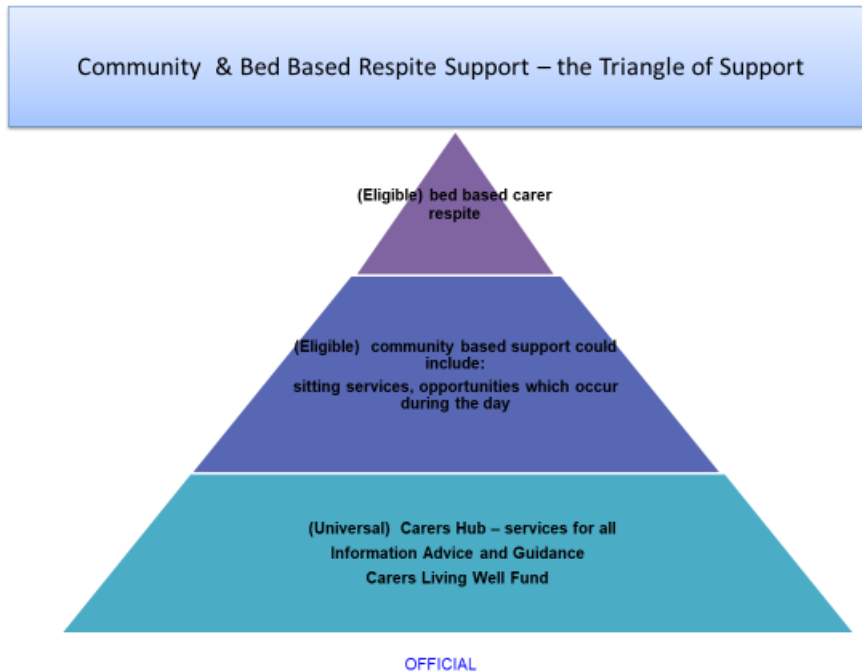 Community & Bed Based Respite Support – the Triangle of Support
(Eligible) bed based carer
respite
(Eligible) community based support could
include:
sitting services, opportunities which occur
during the day
(Universal) Carers Hub – services for all
Information Advice and Guidance
Carers Living Well Fund
OFFICIAL